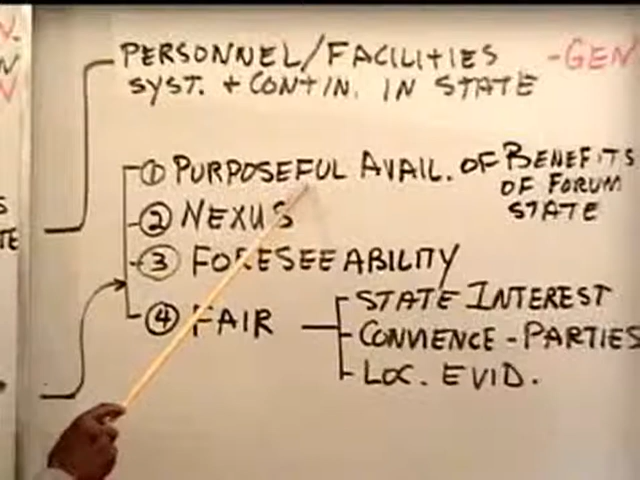 PERSONNEL/FACILITIES -GEN
SYST. + CONTIN. IN STATE
① PURPOSEFUL AVAIL. OF BENEFITS
OF FORUM
STATE
② NEXUS
③ FORESEEABILITY
④ FAIR
STATE INTEREST
CONVIENCE - PARTIES
LOC. EVID.